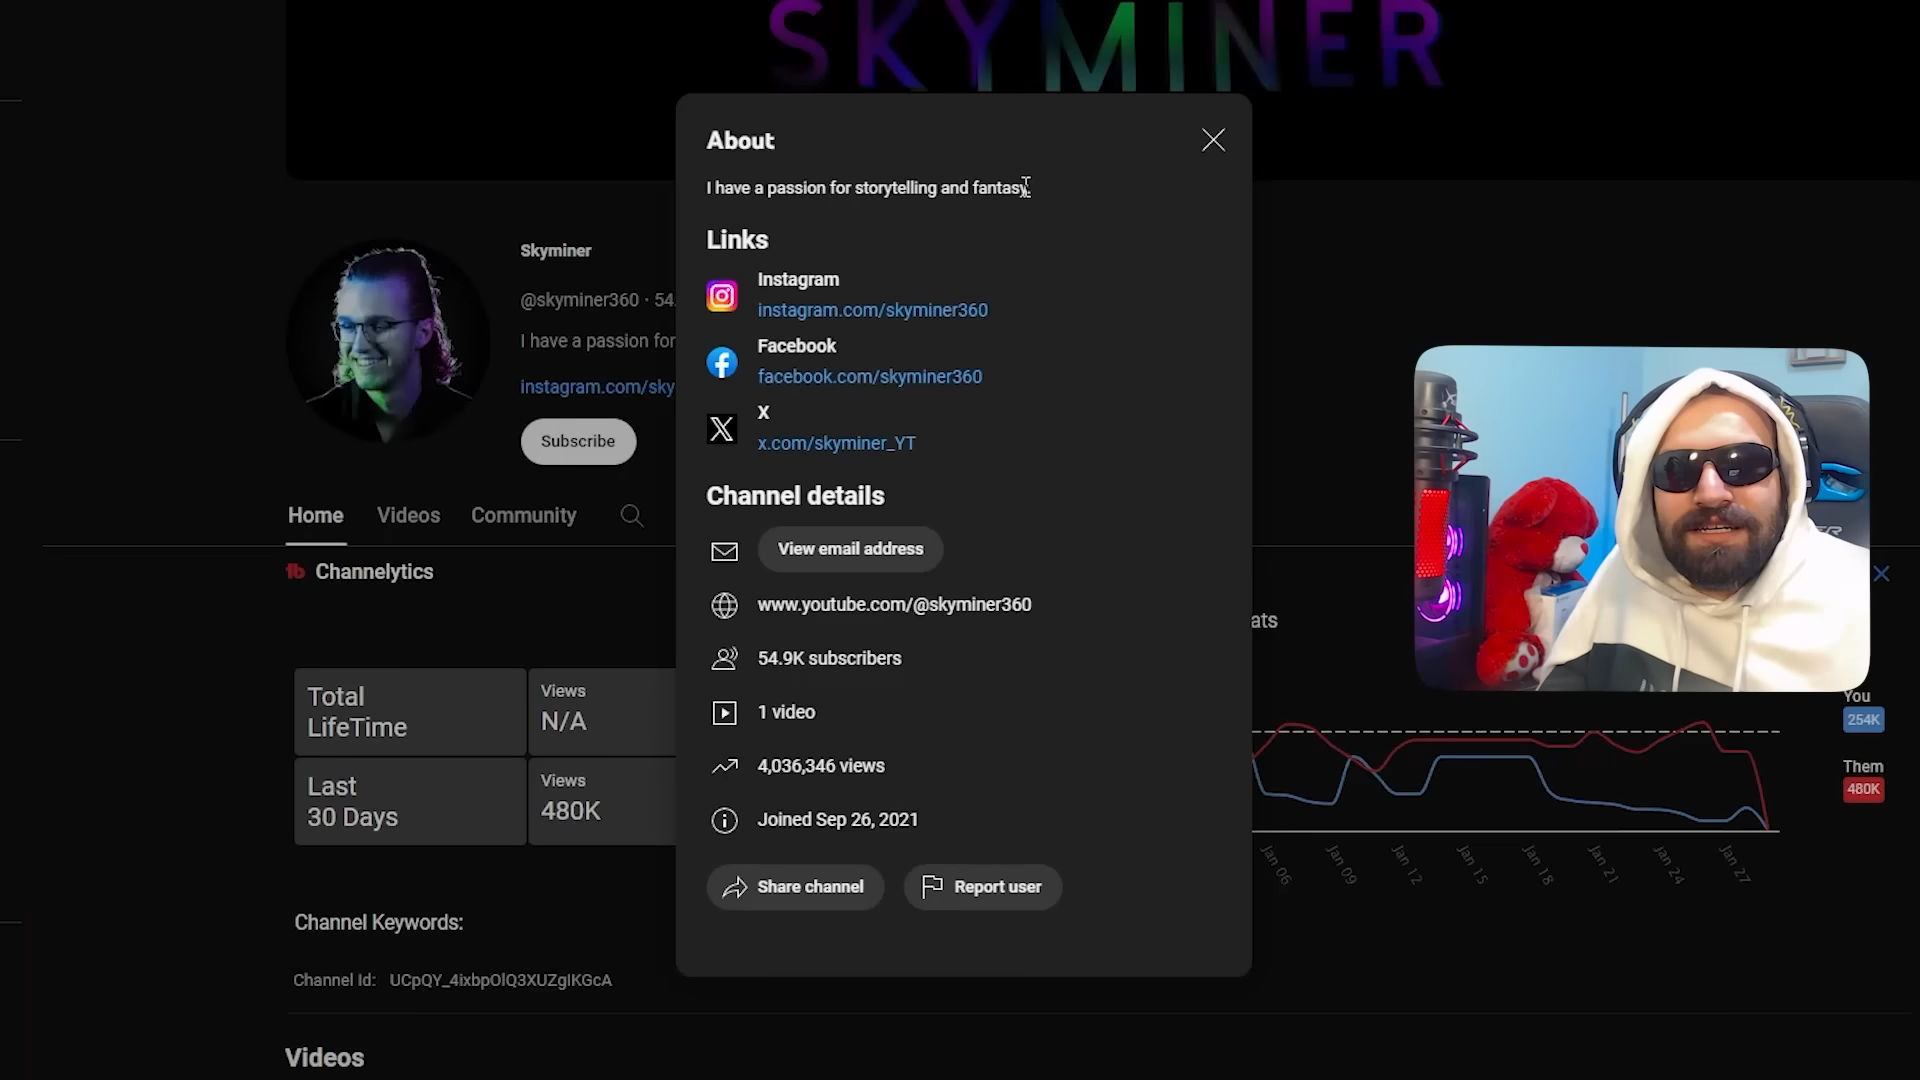 SKYMINER
About
I have a passion for storytelling and fantasy.
Links
Instagram
instagram.com/skyminer360
Facebook
facebook.com/skyminer360
X
x.com/skyminer_YT
Channel details
View email address
www.youtube.com/@skyminer360
54.9K subscribers
1 video
4,036,346 views
Joined Sep 26, 2021
Share channel
Report user
Skyminer
@skyminer360 · 54.
I have a passion for
instagram.com/sky
Subscribe
Home
Videos
Community
Channelytics
Total
LifeTime
Views
N/A
Last
30 Days
Views
480K
Channel Keywords:
Channel Id: UCpQY_4ixbpOlQ3XUZgIKGcA
Videos
ats
You
254K
Them
480K
Jan 06
Jan 09
Jan 12
Jan 15
Jan 18
Jan 21
Jan 24
Jan 27